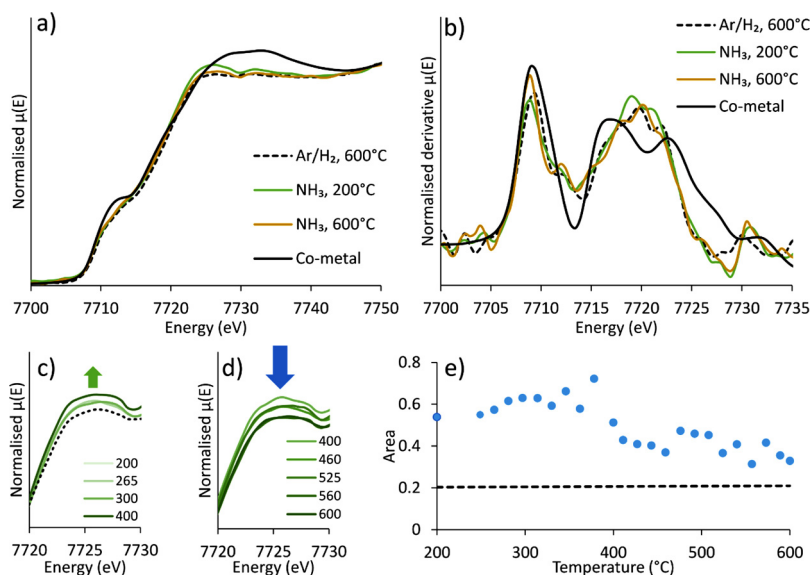 a)
Normalised μ(E)
Ar/H₂, 600°C
NH₃, 200°C
NH₃, 600°C
Co-metal
7700 7710 7720 7730 7740 7750
Energy (eV)
b)
Normalised derivative μ(E)
Ar/H₂, 600°C
NH₃, 200°C
NH₃, 600°C
Co-metal
7700 7705 7710 7715 7720 7725 7730 7735
Energy (eV)
c)
Normalised μ(E)
200
265
300
400
7720 7725 7730
Energy (eV)
d)
Normalised μ(E)
400
460
525
560
600
7720 7725 7730
Energy (eV)
e)
Area
0.8
0.6
0.4
0.2
0
200 300 400 500 600
Temperature (°C)